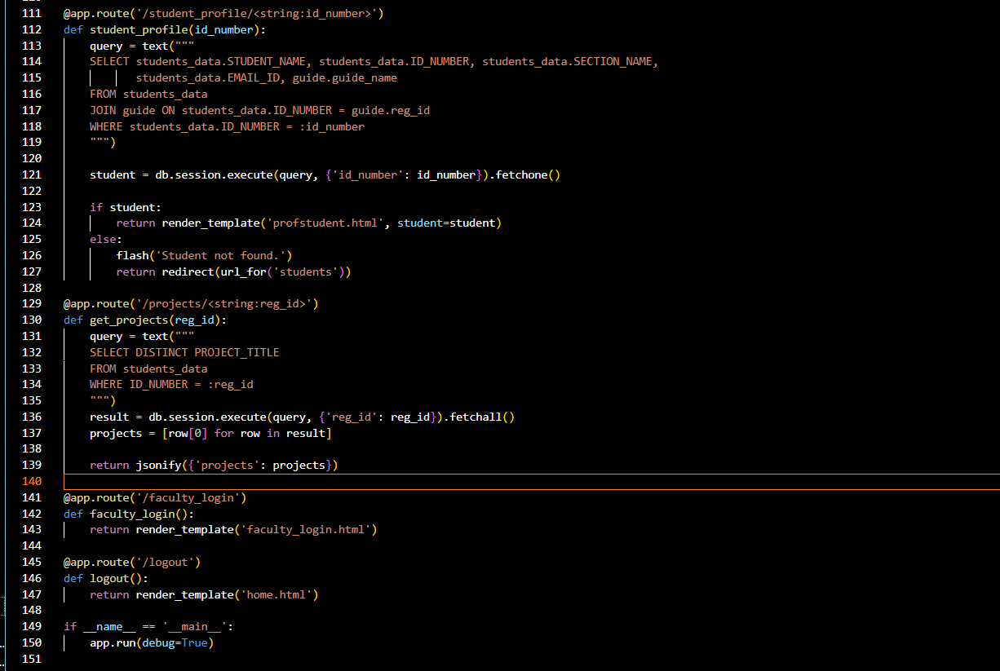 111 @app.route('/student_profile/<string:id_number>')
112 def student_profile(id_number):
113     query = text("""
114     SELECT students_data.STUDENT_NAME, students_data.ID_NUMBER, students_data.SECTION_NAME,
115            students_data.EMAIL_ID, guide.guide_name
116     FROM students_data
117     JOIN guide ON students_data.ID_NUMBER = guide.reg_id
118     WHERE students_data.ID_NUMBER = :id_number
119     """)
120
121     student = db.session.execute(query, {'id_number': id_number}).fetchone()
122
123     if student:
124         return render_template('profstudent.html', student=student)
125     else:
126         flash('Student not found.')
127         return redirect(url_for('students'))
128
129 @app.route('/projects/<string:reg_id>')
130 def get_projects(reg_id):
131     query = text("""
132     SELECT DISTINCT PROJECT_TITLE
133     FROM students_data
134     WHERE ID_NUMBER = :reg_id
135     """)
136     result = db.session.execute(query, {'reg_id': reg_id}).fetchall()
137     projects = [row[0] for row in result]
138
139     return jsonify({'projects': projects})
140
141 @app.route('/faculty_login')
142 def faculty_login():
143     return render_template('faculty_login.html')
144
145 @app.route('/logout')
146 def logout():
147     return render_template('home.html')
148
149 if __name__ == '__main__':
150     app.run(debug=True)
151